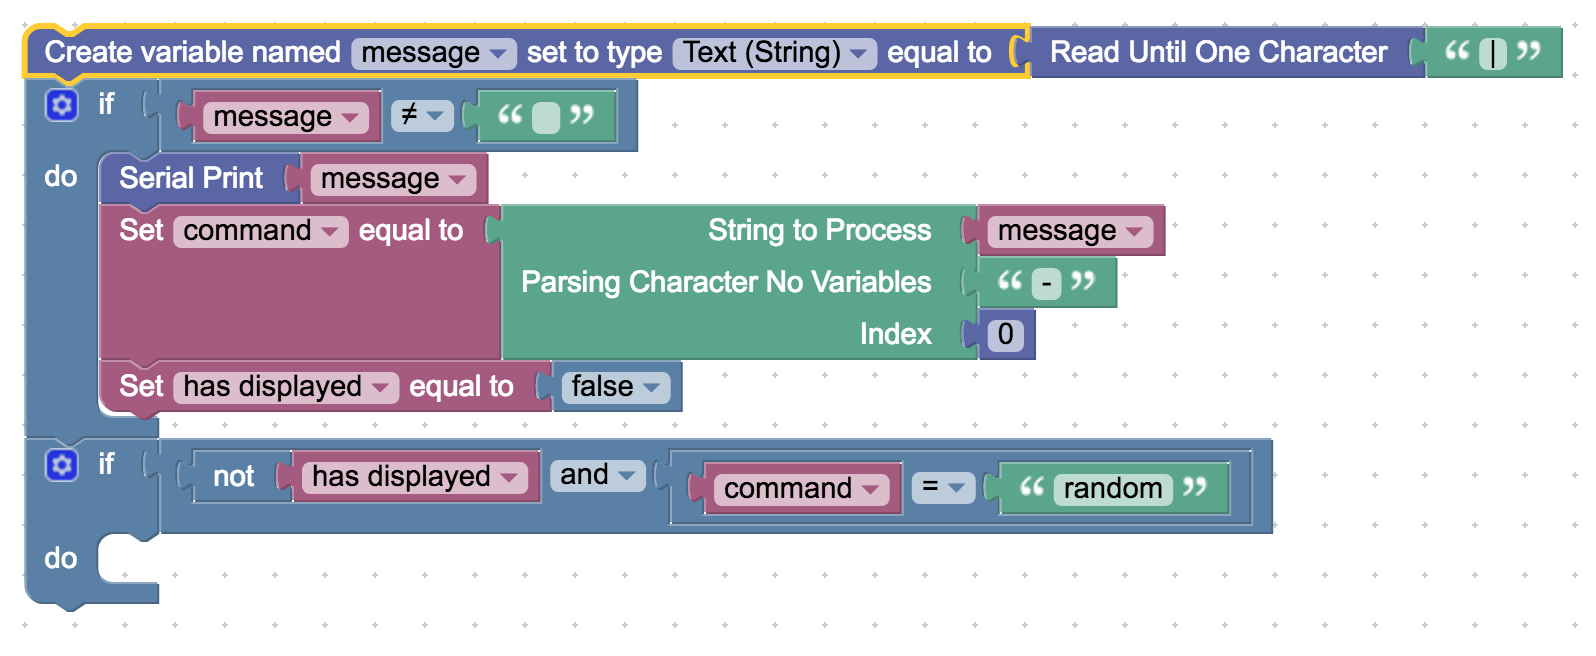 Create variable named message set to type Text (String) equal to Read Until One Character “ | ”
if message ≠ “ ”
do Serial Print message
Set command equal to String to Process message
Parsing Character No Variables “ - ”
Index 0
Set has displayed equal to false
if not has displayed and command = “ random ”
do